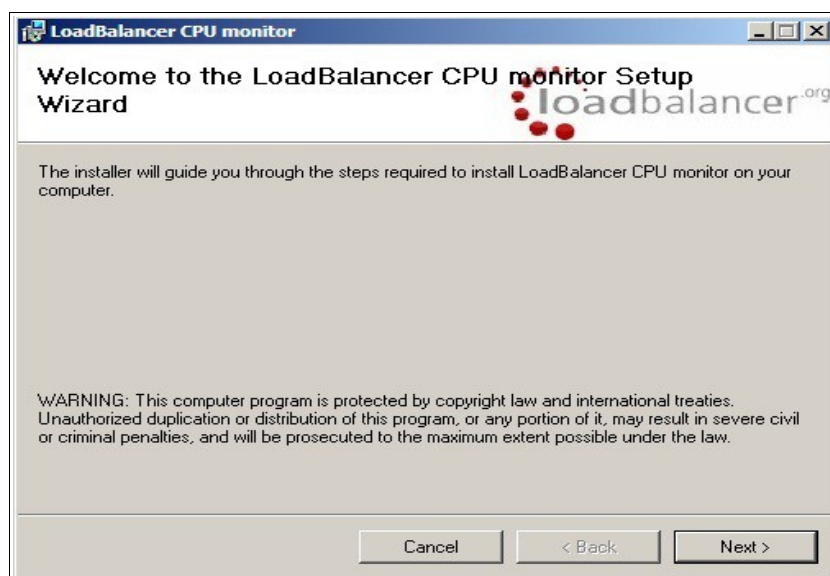 LoadBalancer CPU monitor
Welcome to the LoadBalancer CPU monitor Setup
Wizard
loadbalancer.org
The installer will guide you through the steps required to install LoadBalancer CPU monitor on your
computer.
WARNING: This computer program is protected by copyright law and international treaties.
Unauthorized duplication or distribution of this program, or any portion of it, may result in severe civil
or criminal penalties, and will be prosecuted to the maximum extent possible under the law.
Cancel
< Back
Next >